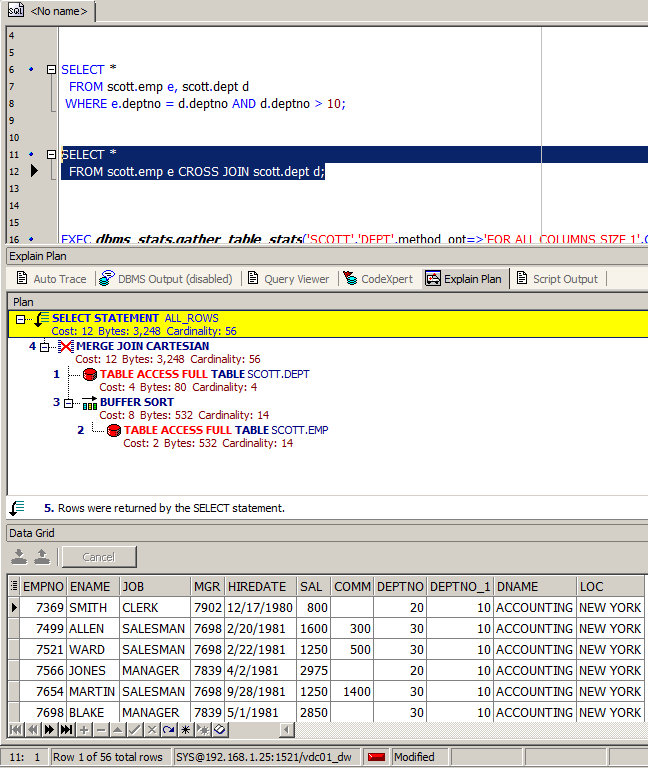 <No name>
4
5
6 SELECT *
7 FROM scott.emp e, scott.dept d
8 WHERE e.deptno = d.deptno AND d.deptno > 10;
9
10
11 SELECT *
12 FROM scott.emp e CROSS JOIN scott.dept d;
13
14
15
16 EXEC dbms_stats.gather_table_stats('SCOTT','DEPT',method_opt=>'FOR ALL COLUMNS SIZE 1',
Explain Plan
Auto Trace DBMS Output (disabled) Query Viewer CodeXpert Explain Plan Script Output
Plan
SELECT STATEMENT ALL_ROWS
Cost: 12 Bytes: 3,248 Cardinality: 56
4 MERGE JOIN CARTESIAN
Cost: 12 Bytes: 3,248 Cardinality: 56
1 TABLE ACCESS FULL TABLE SCOTT.DEPT
Cost: 4 Bytes: 80 Cardinality: 4
3 BUFFER SORT
Cost: 8 Bytes: 532 Cardinality: 14
2 TABLE ACCESS FULL TABLE SCOTT.EMP
Cost: 2 Bytes: 532 Cardinality: 14
5. Rows were returned by the SELECT statement.
Data Grid
Cancel
EMPNO ENAME JOB MGR HIREDATE SAL COMM DEPTNO DEPTNO_1 DNAME LOC
7369 SMITH CLERK 7902 12/17/1980 800 20 10 ACCOUNTING NEW YORK
7499 ALLEN SALESMAN 7698 2/20/1981 1600 300 30 10 ACCOUNTING NEW YORK
7521 WARD SALESMAN 7698 2/22/1981 1250 500 30 10 ACCOUNTING NEW YORK
7566 JONES MANAGER 7839 4/2/1981 2975 20 10 ACCOUNTING NEW YORK
7654 MARTIN SALESMAN 7698 9/28/1981 1250 1400 30 10 ACCOUNTING NEW YORK
7698 BLAKE MANAGER 7839 5/1/1981 2850 30 10 ACCOUNTING NEW YORK
11: 1 Row 1 of 56 total rows SYS@192.168.1.25:1521/vdc01_dw Modified